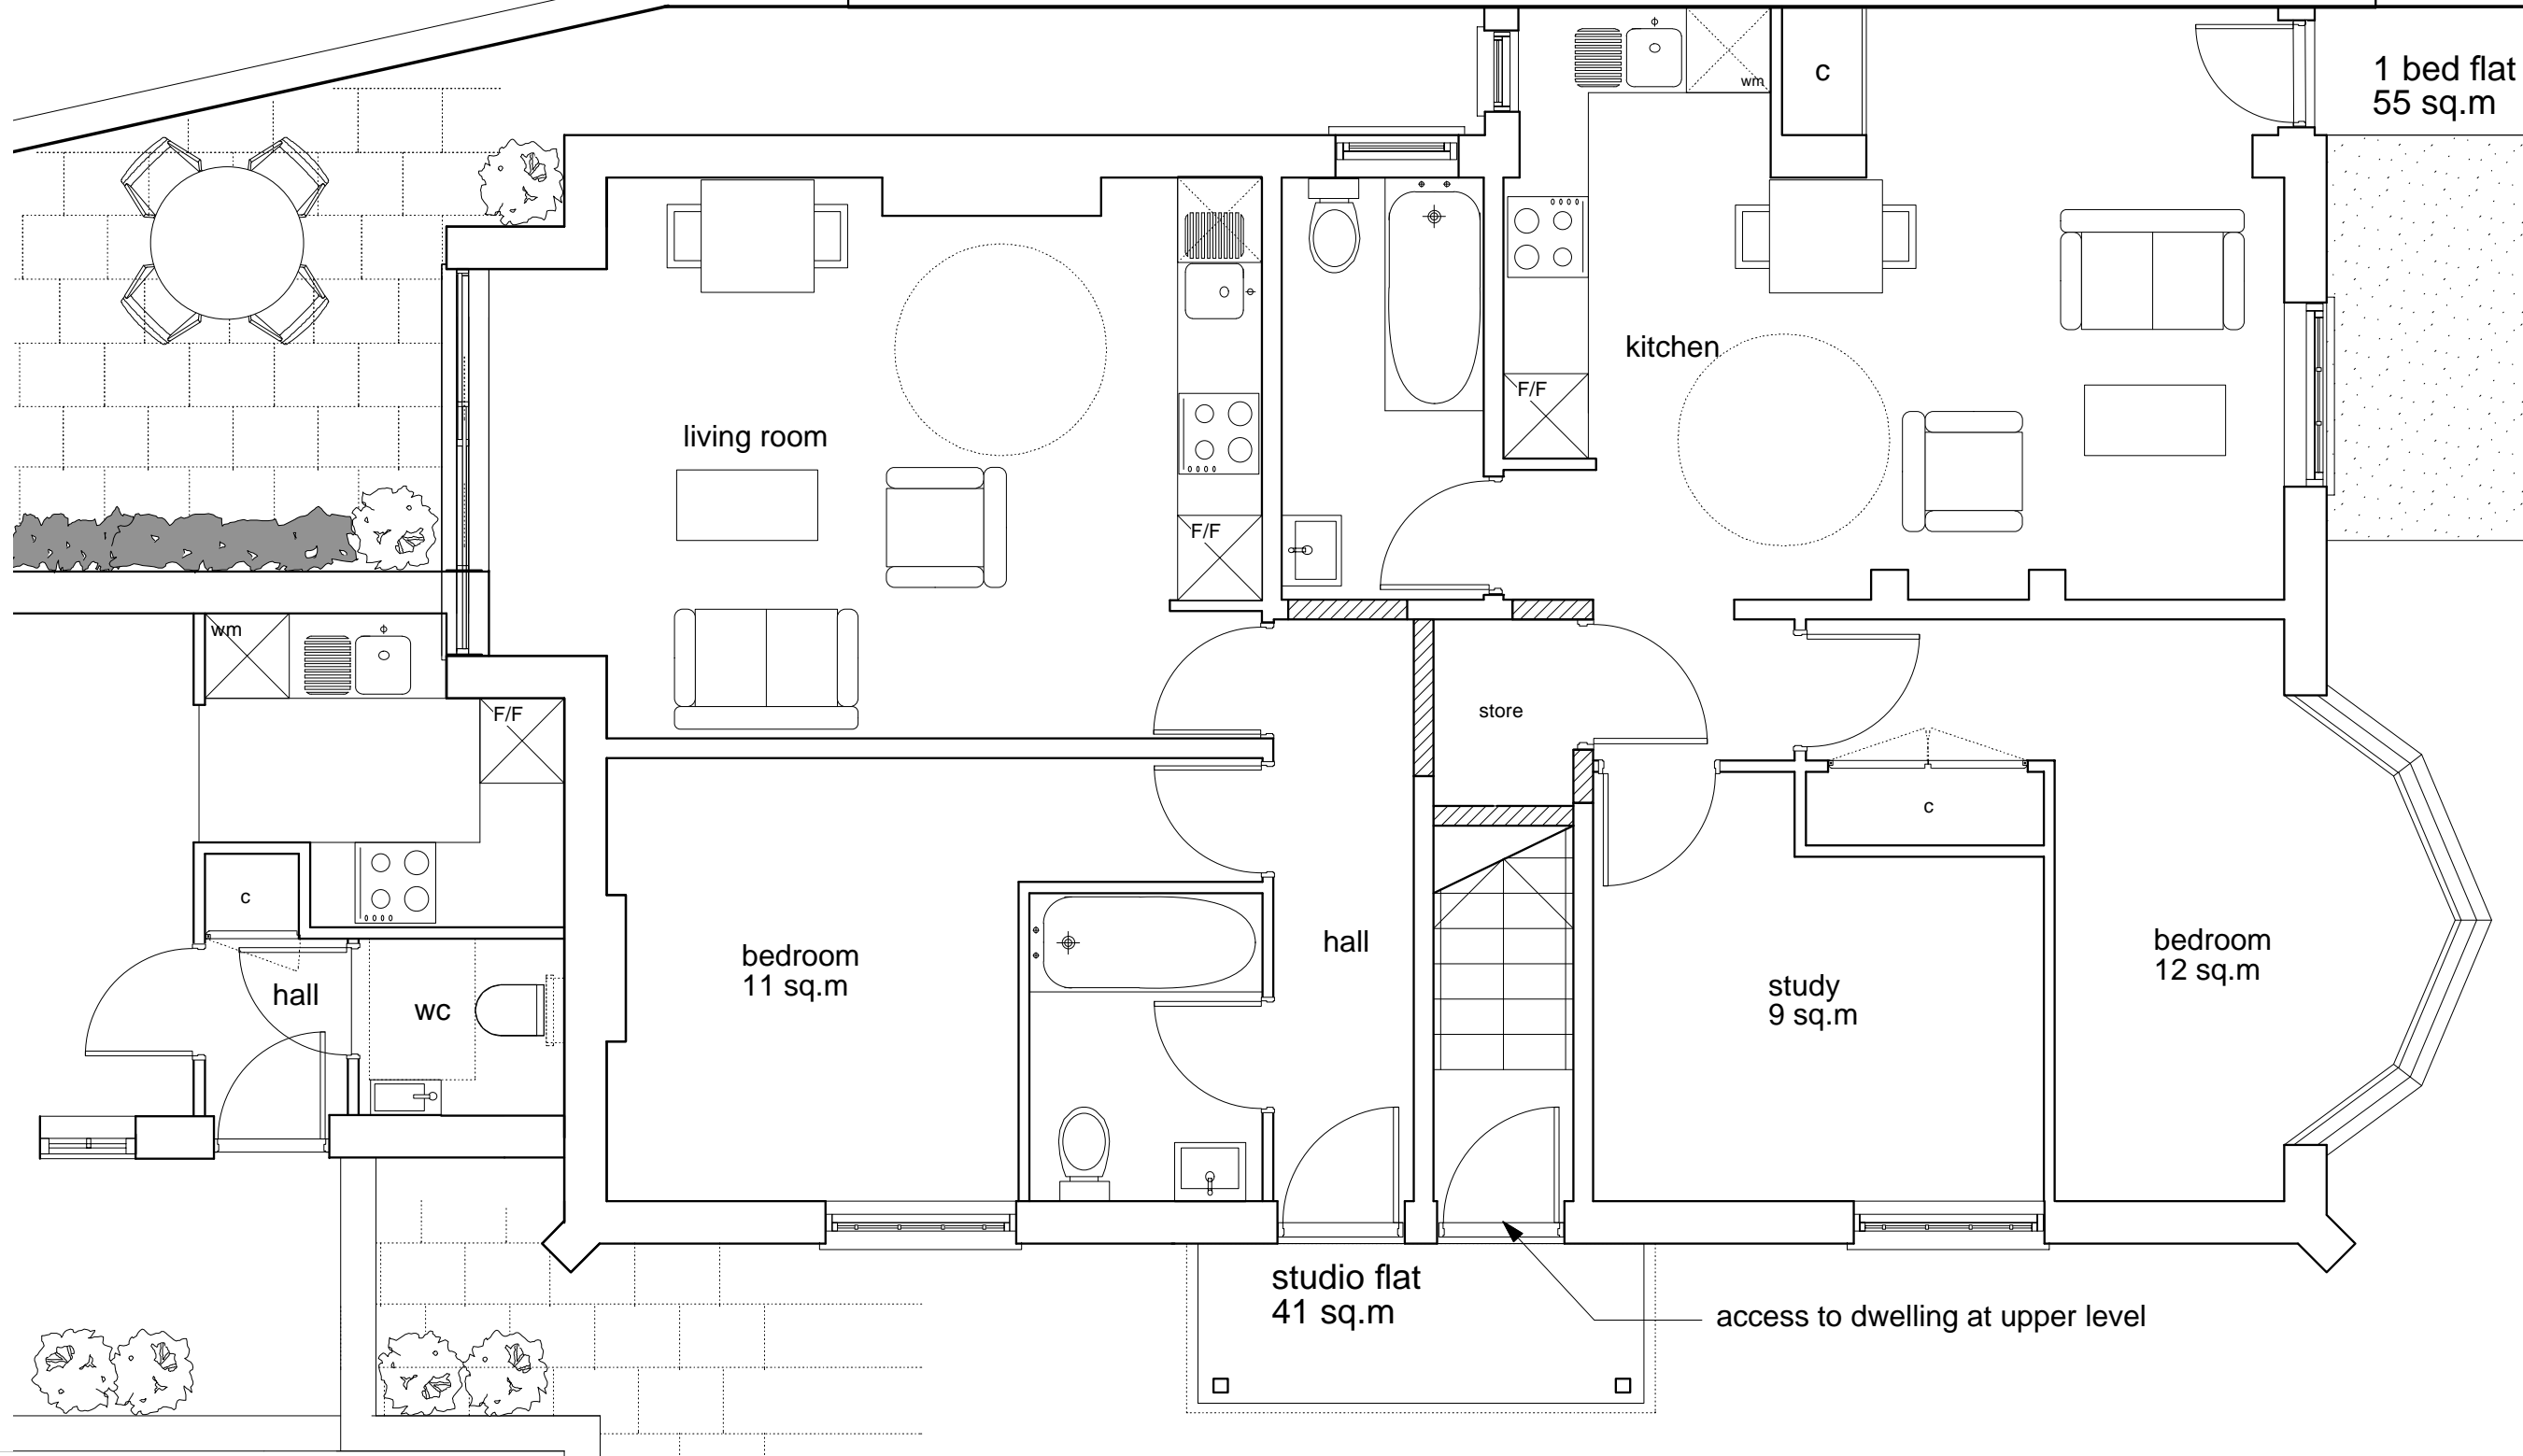 1 bed flat
55 sq.m
wm
c
kitchen
F/F
living room
F/F
wm
F/F
store
c
c
hall
wc
bedroom
11 sq.m
hall
study
9 sq.m
bedroom
12 sq.m
studio flat
41 sq.m
access to dwelling at upper level